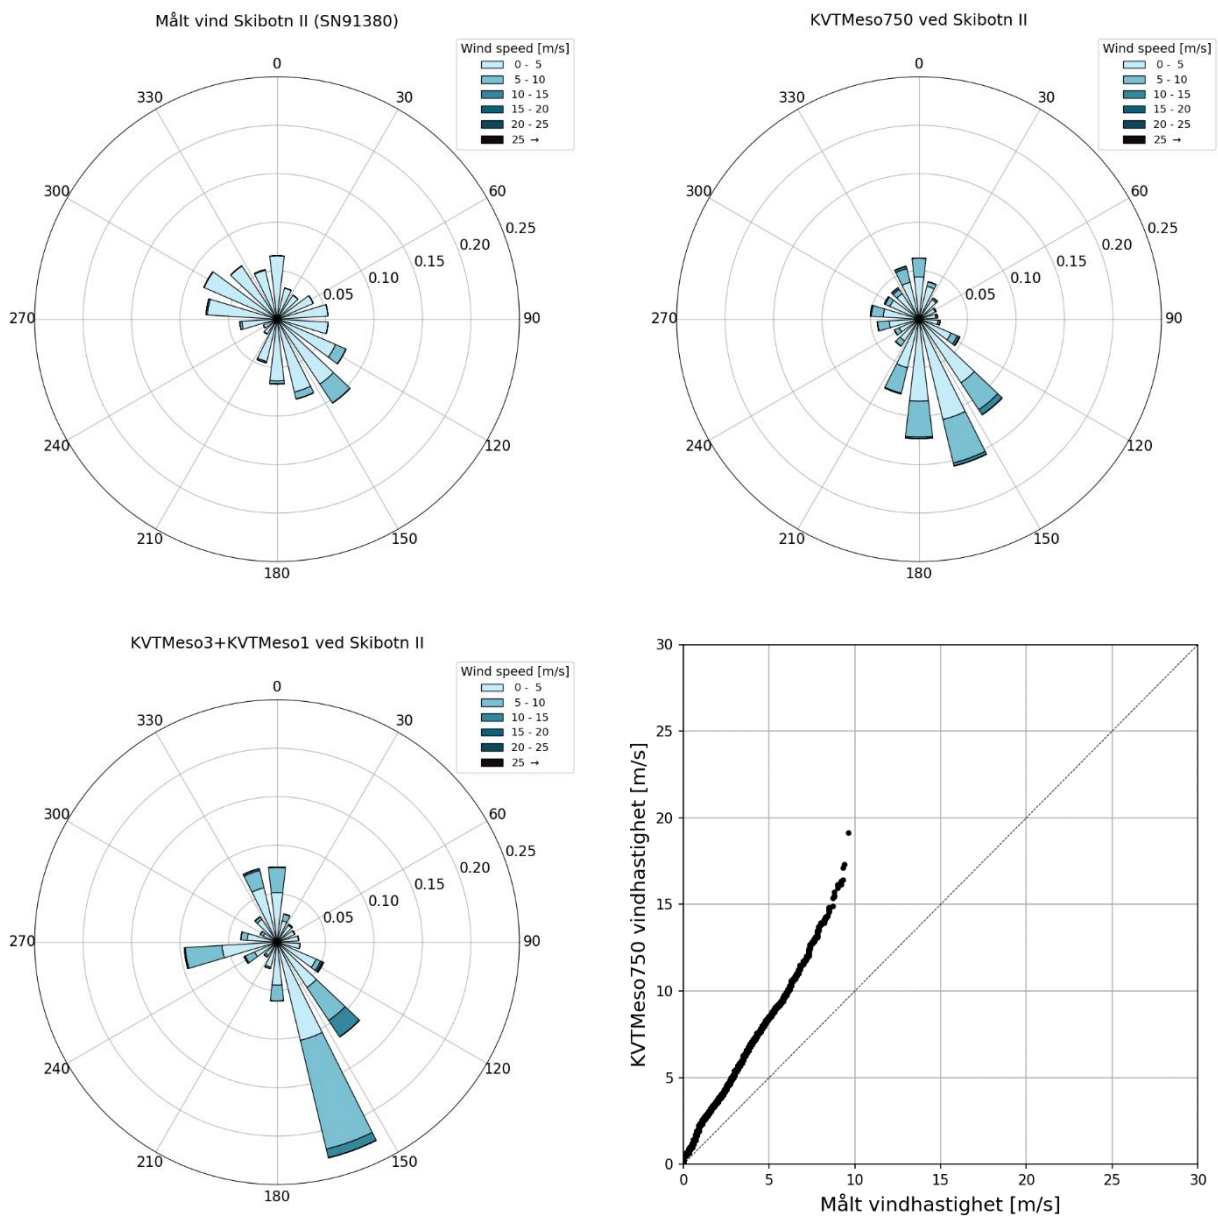 Målt vind Skibotn II (SN91380)
Wind speed [m/s]
0 - 5
5 - 10
10 - 15
15 - 20
20 - 25
25 →
0
30
60
90
120
150
180
210
240
270
300
330
0.05
0.10
0.15
0.20
0.25
KVTMeso750 ved Skibotn II
Wind speed [m/s]
0 - 5
5 - 10
10 - 15
15 - 20
20 - 25
25 →
0
30
60
90
120
150
180
210
240
270
300
330
0.05
0.10
0.15
0.20
0.25
KVTMeso3+KVTMeso1 ved Skibotn II
Wind speed [m/s]
0 - 5
5 - 10
10 - 15
15 - 20
20 - 25
25 →
0
30
60
90
120
150
180
210
240
270
300
330
0.05
0.10
0.15
0.20
0.25
KVTMeso750 vindhastighet [m/s]
30
25
20
15
10
5
0
0
5
10
15
20
25
30
Målt vindhastighet [m/s]